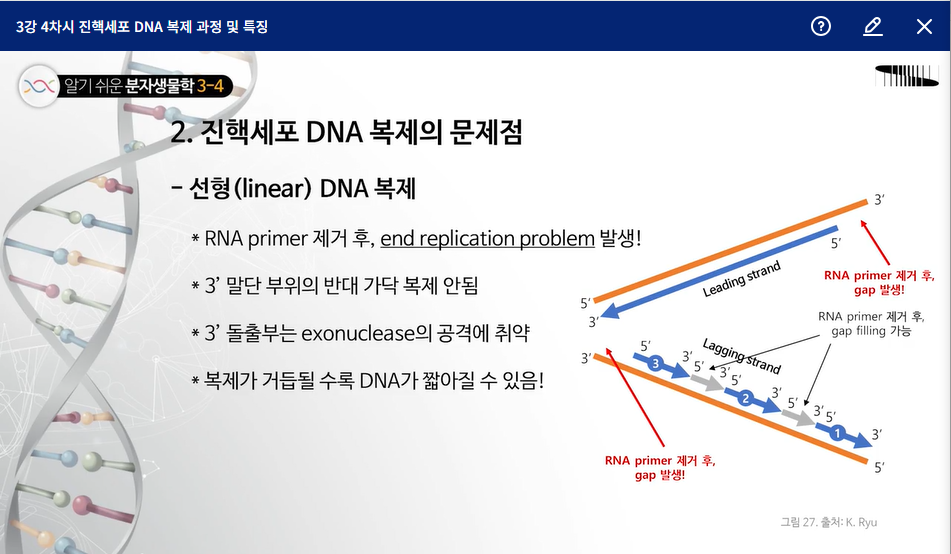 3강 4차시 진핵세포 DNA 복제 과정 및 특징
알기 쉬운 분자생물학 3-4
2. 진핵세포 DNA 복제의 문제점
- 선형(linear) DNA 복제
* RNA primer 제거 후, end replication problem 발생!
* 3’ 말단 부위의 반대 가닥 복제 안됨
* 3’ 돌출부는 exonuclease의 공격에 취약
* 복제가 거듭될 수록 DNA가 짧아질 수 있음!
3’
5’
RNA primer 제거 후,
gap 발생!
Leading strand
5’
3’
RNA primer 제거 후,
gap filling 가능
Lagging strand
3’
5’
3
3’
5’
3’
5’
2
3’
5’
3’
5’
1
3’
5’
RNA primer 제거 후,
gap 발생!
그림 27. 출처: K. Ryu